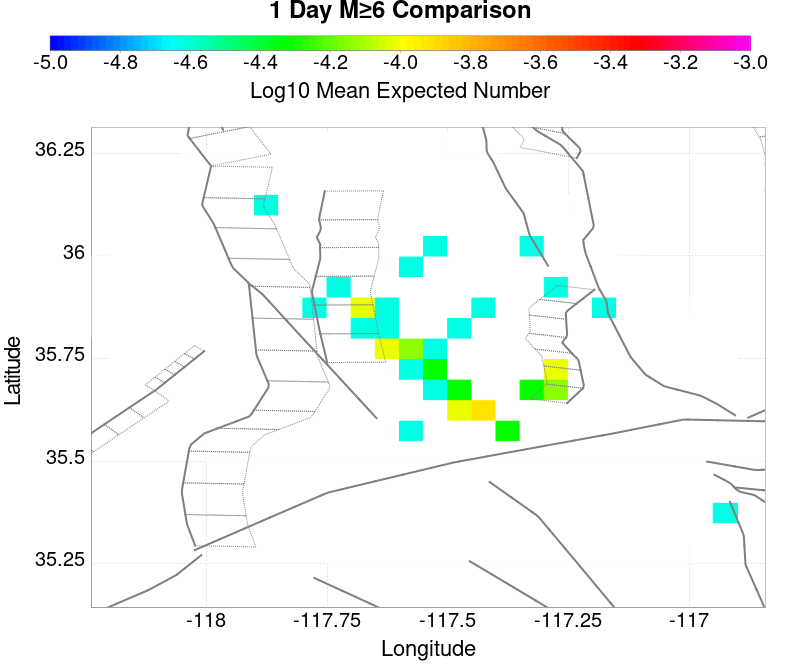 1 Day M≥6 Comparison
-5.0 -4.8 -4.6 -4.4 -4.2 -4.0 -3.8 -3.6 -3.4 -3.2 -3.0
Log10 Mean Expected Number
36.25
36
35.75
35.5
35.25
Latitude
-118 -117.75 -117.5 -117.25 -117
Longitude